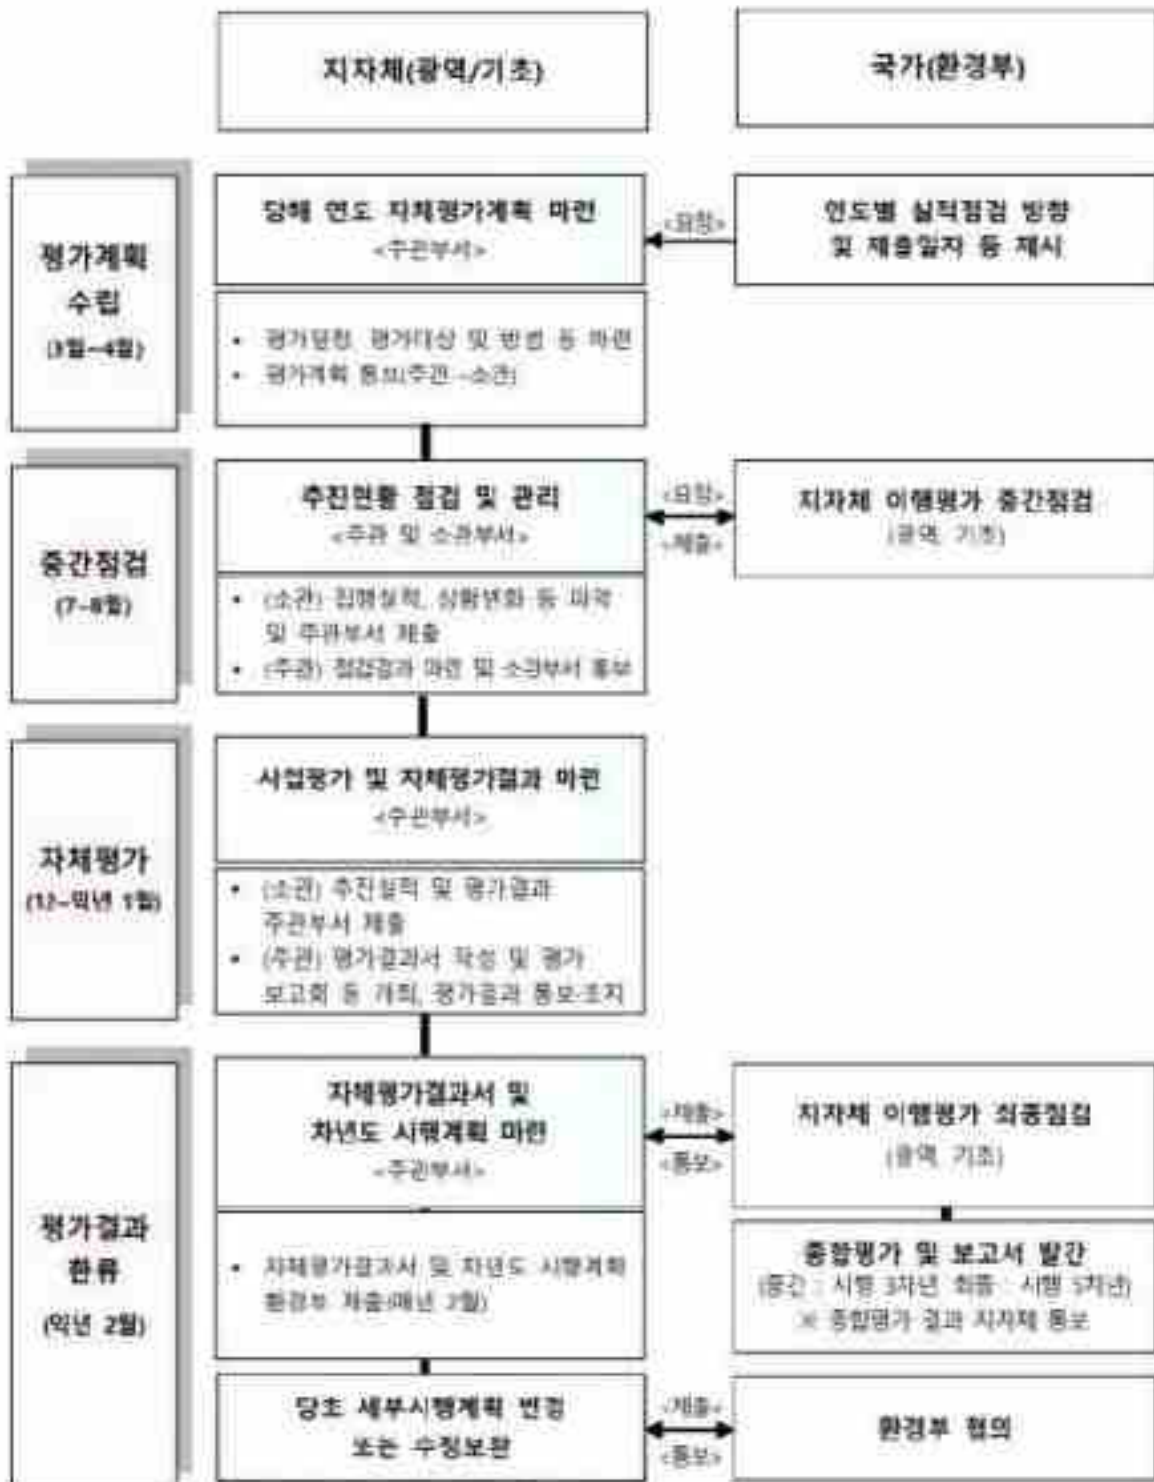 지자체(광역/기초)
국가(환경부)
평가계획
수립
(3월~4월)
당해 연도 자체평가계획 마련
<주관부서>
<요청>
연도별 실적점검 방향
및 제출일자 등 제시
• 평가일정, 평가대상 및 방법 등 마련
• 평가계획 통보(주관→소관)
중간점검
(7~8월)
추진현황 점검 및 관리
<주관 및 소관부서>
<요청>
<제출>
지자체 이행평가 중간점검
(광역, 기초)
• (소관) 집행실적, 상황변화 등 파악
및 주관부서 제출
• (주관) 점검결과 마련 및 소관부서 통보
자체평가
(12~익년 1월)
사업평가 및 자체평가결과 마련
<주관부서>
• (소관) 추진실적 및 평가결과
주관부서 제출
• (주관) 평가결과서 작성 및 평가
보고회 등 개최, 평가결과 통보·조치
평가결과
환류
(익년 2월)
자체평가결과서 및
차년도 시행계획 마련
<주관부서>
<제출>
<통보>
지자체 이행평가 최종점검
(광역, 기초)
• 자체평가결과서 및 차년도 시행계획
환경부 제출(매년 2월)
종합평가 및 보고서 발간
(중간 : 시행 3차년 최종 : 시행 5차년)
※ 종합평가 결과 지자체 통보
당초 세부시행계획 변경
또는 수정보완
<제출>
<통보>
환경부 협의